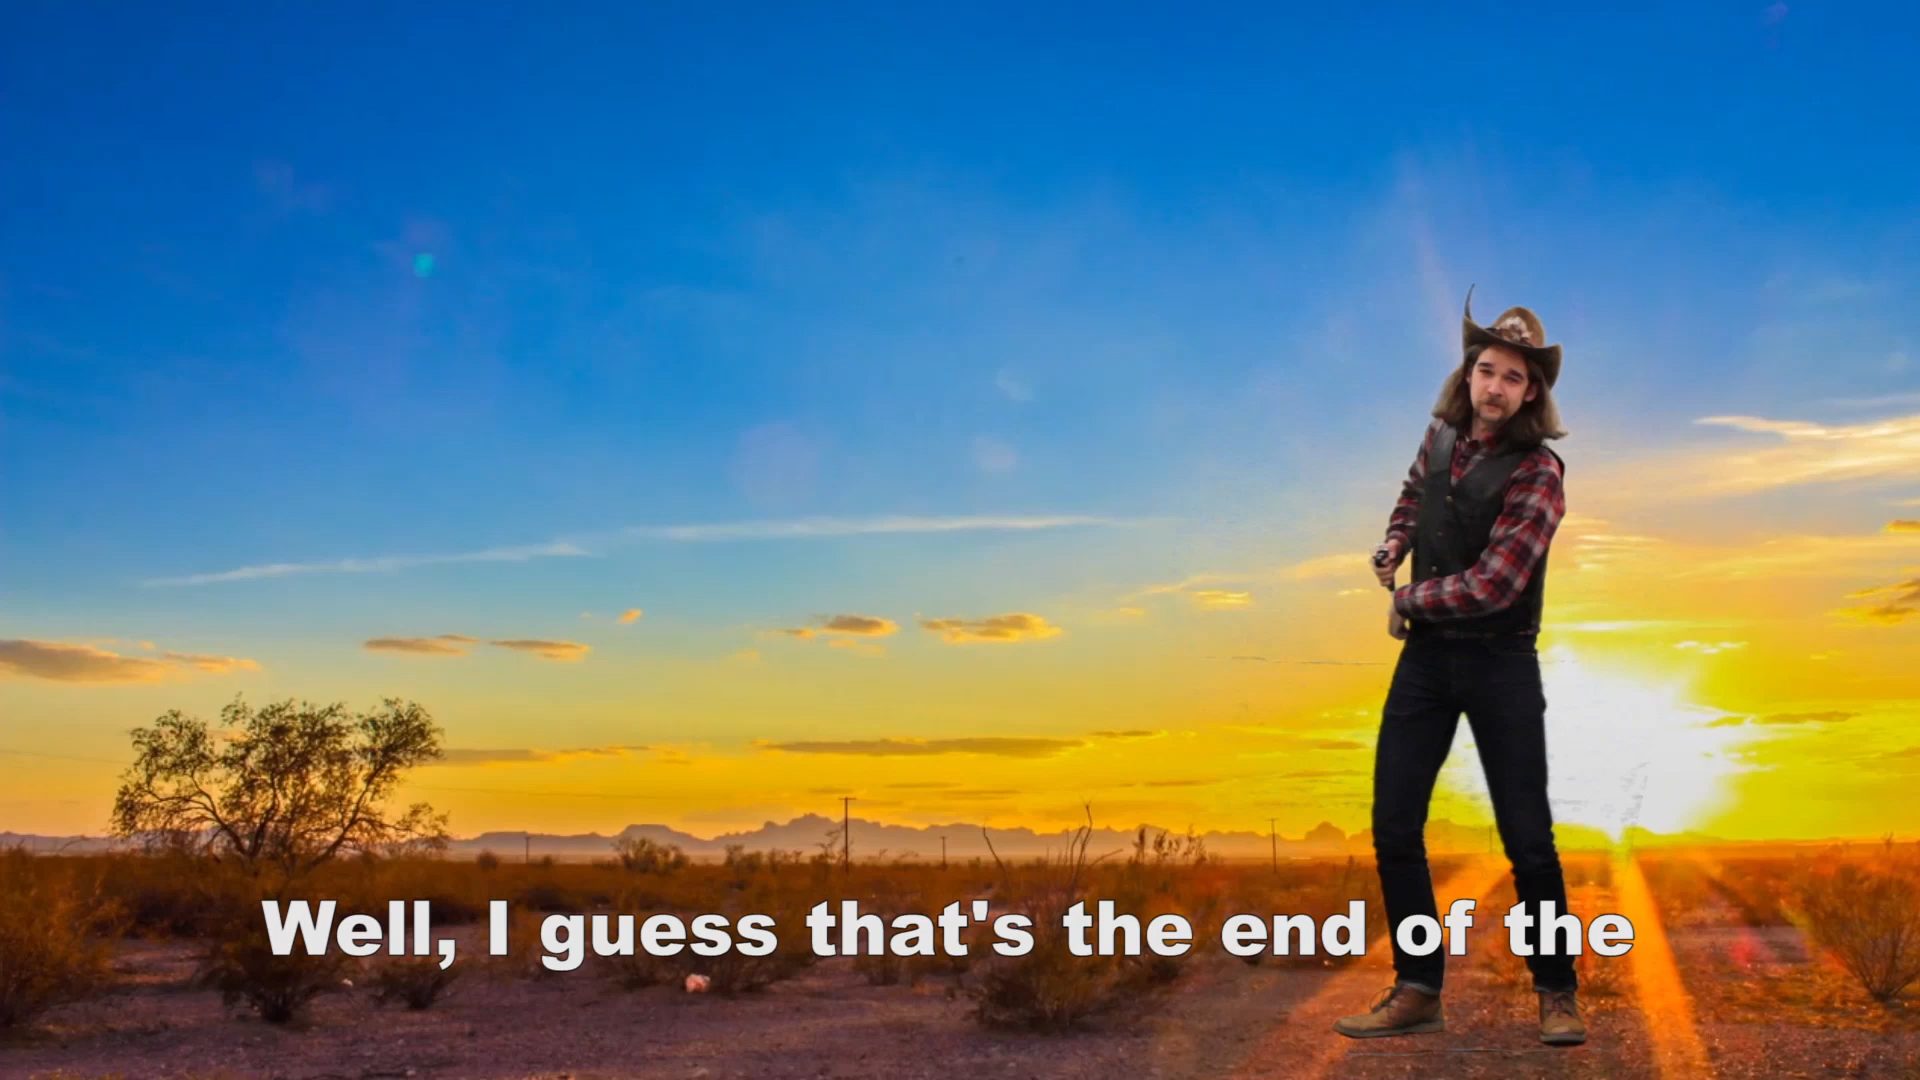 Well, I guess that's the end of the